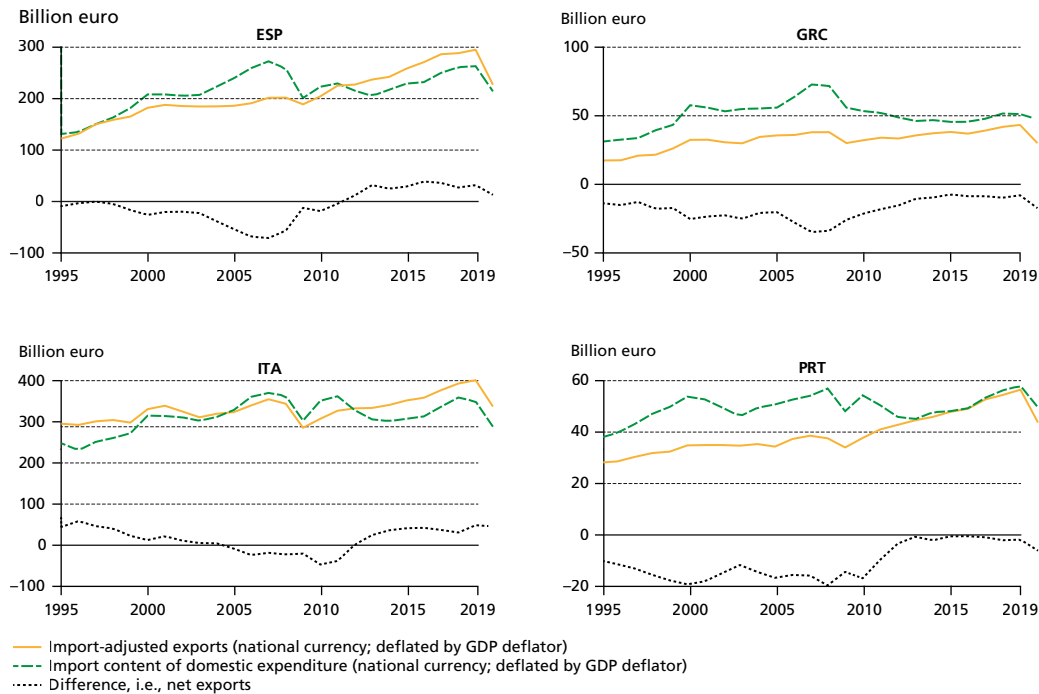 Billion euro
ESP
300
200
100
0
−100
1995 2000 2005 2010 2015 2019
Billion euro
GRC
100
50
0
−50
1995 2000 2005 2010 2015 2019
Billion euro
ITA
400
300
200
100
0
−100
1995 2000 2005 2010 2015 2019
Billion euro
PRT
60
40
20
0
−20
1995 2000 2005 2010 2015 2019
Import-adjusted exports (national currency; deflated by GDP deflator)
Import content of domestic expenditure (national currency; deflated by GDP deflator)
Difference, i.e., net exports